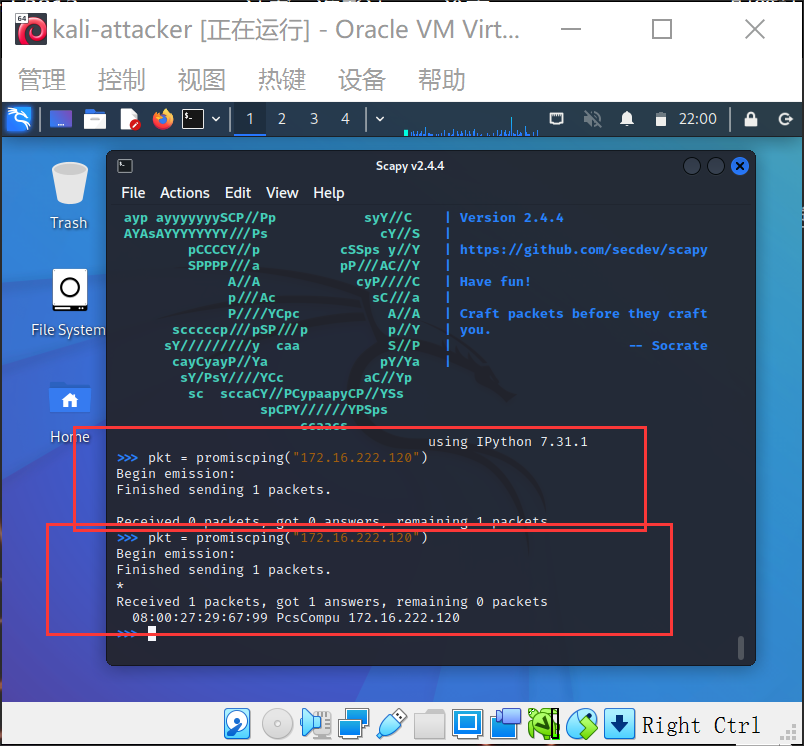 kali-attacker [正在运行] - Oracle VM Virt...
管理 控制 视图 热键 设备 帮助
1 2 3 4 22:00
Scapy v2.4.4
File Actions Edit View Help
Trash
File System
Home
ayp ayyyyyyySCP//Pp           syY//C    | Version 2.4.4
AYAsAYYYYYYYY///Ps              cY//S   |
pCCCCY//p          cSSps y//Y   | https://github.com/secdev/scapy
SPPPP///a          pP///AC//Y   |
A//A            cyP////C   | Have fun!
p///Ac            sC///a   |
P////YCpc           A//A   | Craft packets before they craft
scccccp///pSP///p          p//Y   | you.
sY/////////y  caa           S//P   |                      -- Socrate
cayCyayP//Ya              pY/Ya   |
sY/PsY////YCc          aC//Yp
sc  sccaCY//PCypaapyCP//YSs
spCPY//////YPSps
ccaacs
using IPython 7.31.1
>>> pkt = promiscping("172.16.222.120")
Begin emission:
Finished sending 1 packets.
Received 0 packets, got 0 answers, remaining 1 packets
>>> pkt = promiscping("172.16.222.120")
Begin emission:
Finished sending 1 packets.
*
Received 1 packets, got 1 answers, remaining 0 packets
08:00:27:29:67:99 PcsCompu 172.16.222.120
>>>
Right Ctrl